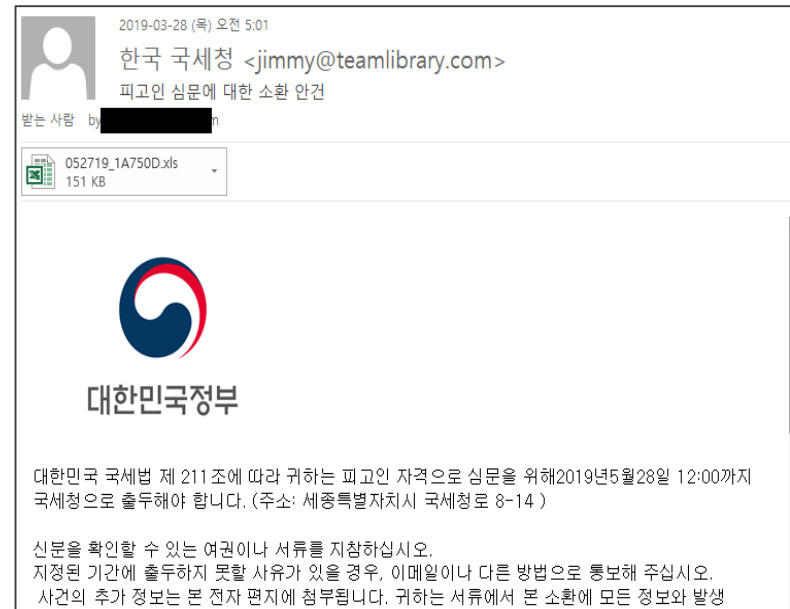 2019-03-28 (목) 오전 5:01
한국 국세청 <jimmy@teamlibrary.com>
피고인 심문에 대한 소환 안건
받는 사람 by n
052719_1A750D.xls
151 KB
대한민국정부
대한민국 국세법 제 211조에 따라 귀하는 피고인 자격으로 심문을 위해2019년5월28일 12:00까지
국세청으로 출두해야 합니다. (주소: 세종특별자치시 국세청로 8-14 )
신분을 확인할 수 있는 여권이나 서류를 지참하십시오.
지정된 기간에 출두하지 못할 사유가 있을 경우, 이메일이나 다른 방법으로 통보해 주십시오.
사건의 추가 정보는 본 전자 편지에 첨부됩니다. 귀하는 서류에서 본 소환에 모든 정보와 발생